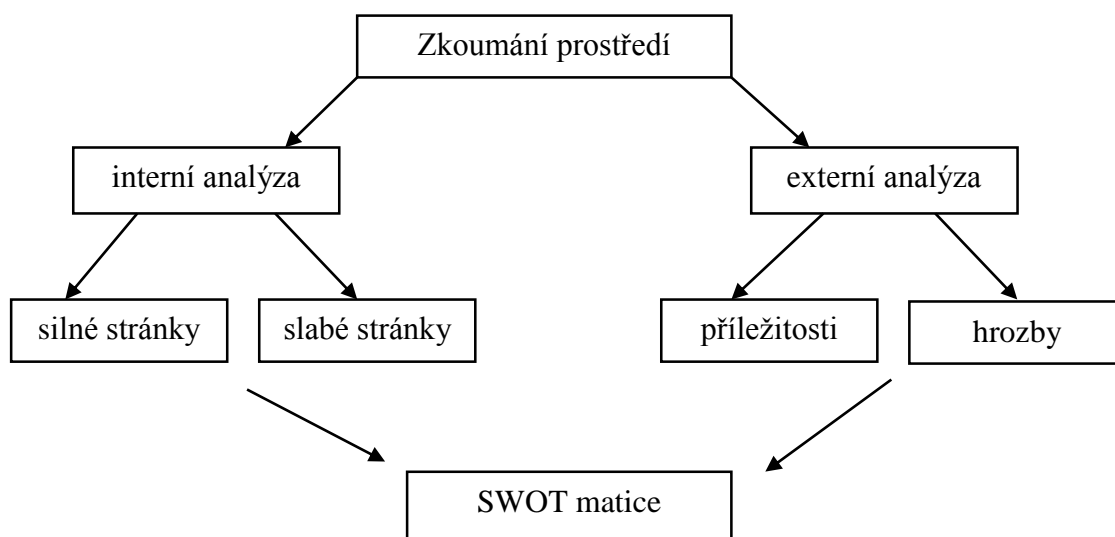 Zkoumání prostředí
interní analýza
externí analýza
silné stránky
slabé stránky
příležitosti
hrozby
SWOT matice